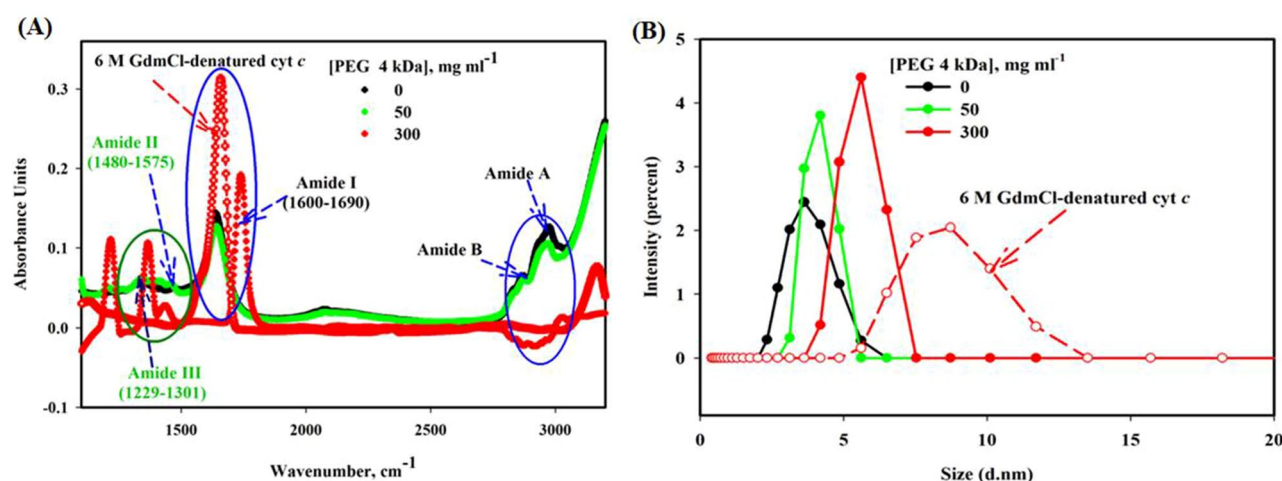 (A)
6 M GdmCl-denatured cyt c
[PEG 4 kDa], mg ml-1
0
50
300
Amide II
(1480-1575)
Amide I
(1600-1690)
Amide A
Amide B
Amide III
(1229-1301)
Absorbance Units
0.3
0.2
0.1
0.0
-0.1
1500
2000
2500
3000
Wavenumber, cm-1
(B)
[PEG 4 kDa], mg ml-1
0
50
300
6 M GdmCl-denatured cyt c
Intensity (percent)
5
4
3
2
1
0
0
5
10
15
20
Size (d.nm)